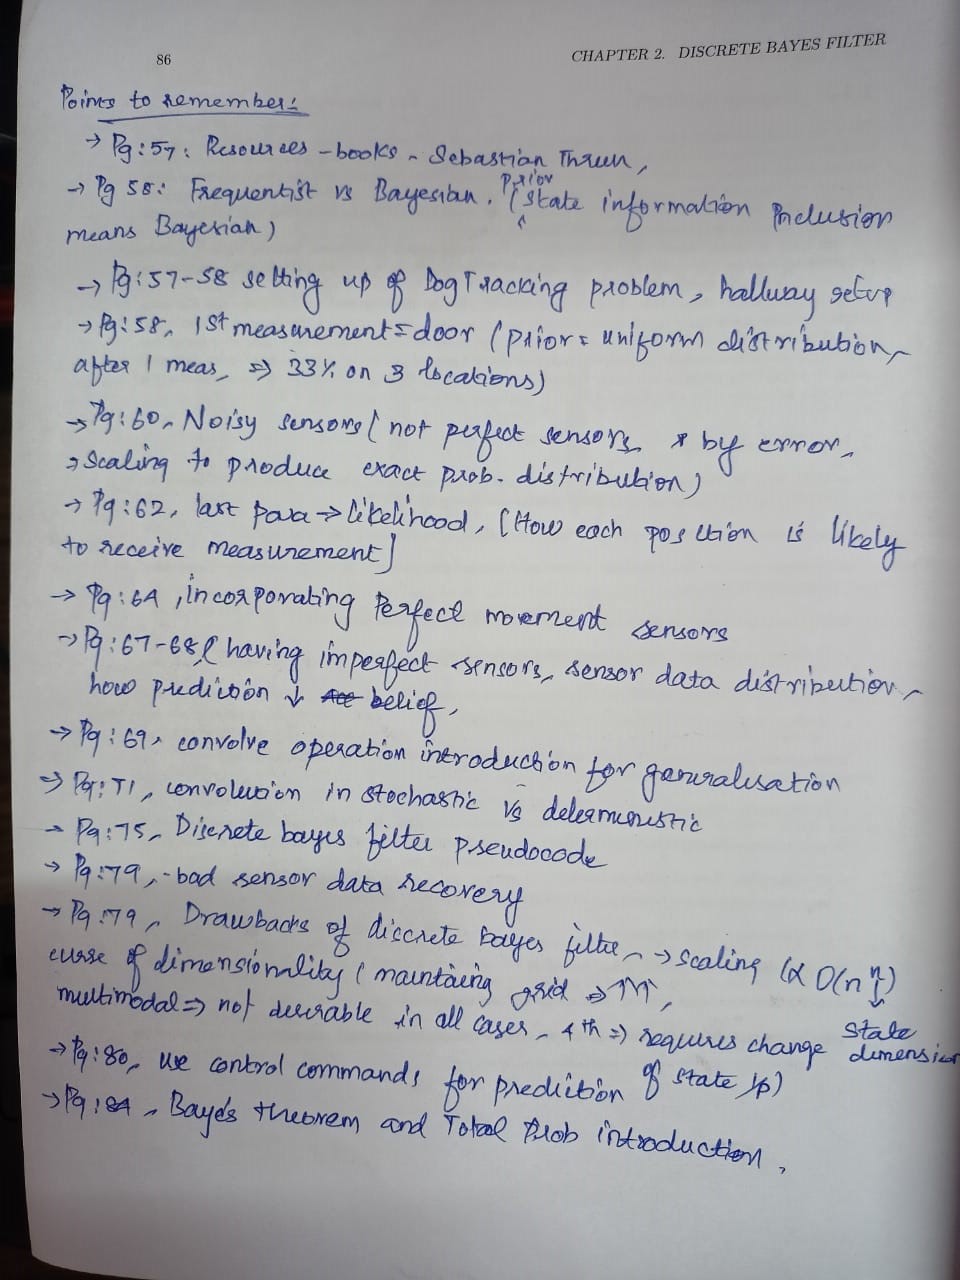 86
CHAPTER 2. DISCRETE BAYES FILTER
Points to remember:
→ Pg:57: Resources - books - Sebastian Thrun,
→ Pg 58: Frequentist vs Bayesian. (Prior State information Inclusion
means Bayesian)
→ Pg:57-58 setting up of Dog Tracking problem, hallway setup
→ Pg:58, 1st measurement = door (prior = uniform distribution,
after 1 meas, ⇒ 33% on 3 locations)
→ Pg:60, Noisy sensors (not perfect sensors, * by error,
→ Scaling to produce exact prob. distribution)
→ Pg:62, last para → likelihood, [How each position is likely
to receive measurement]
→ Pg:64, incorporating Perfect movement sensors
→ Pg:67-68, (having imperfect sensors, sensor data distribution,
how prediction ↓ belief,
→ Pg:69, convolve operation introduction for generalisation
→ Pg:71, convolution in stochastic vs deterministic
→ Pg:75, Discrete bayes filter pseudocode
→ Pg:79, - bad sensor data recovery
→ Pg:79, Drawbacks of discrete bayes filter, → scaling (∝ O(nⁿ)
curse of dimensionality (maintaing grid ⇒ ↑↑↑,
State dimension
multimodal ⇒ not desirable in all cases, 4th ⇒ requires change
of state i/p)
→ Pg:80, use control commands for prediction
→ Pg:84, Baye's theorem and Total Prob introduction.